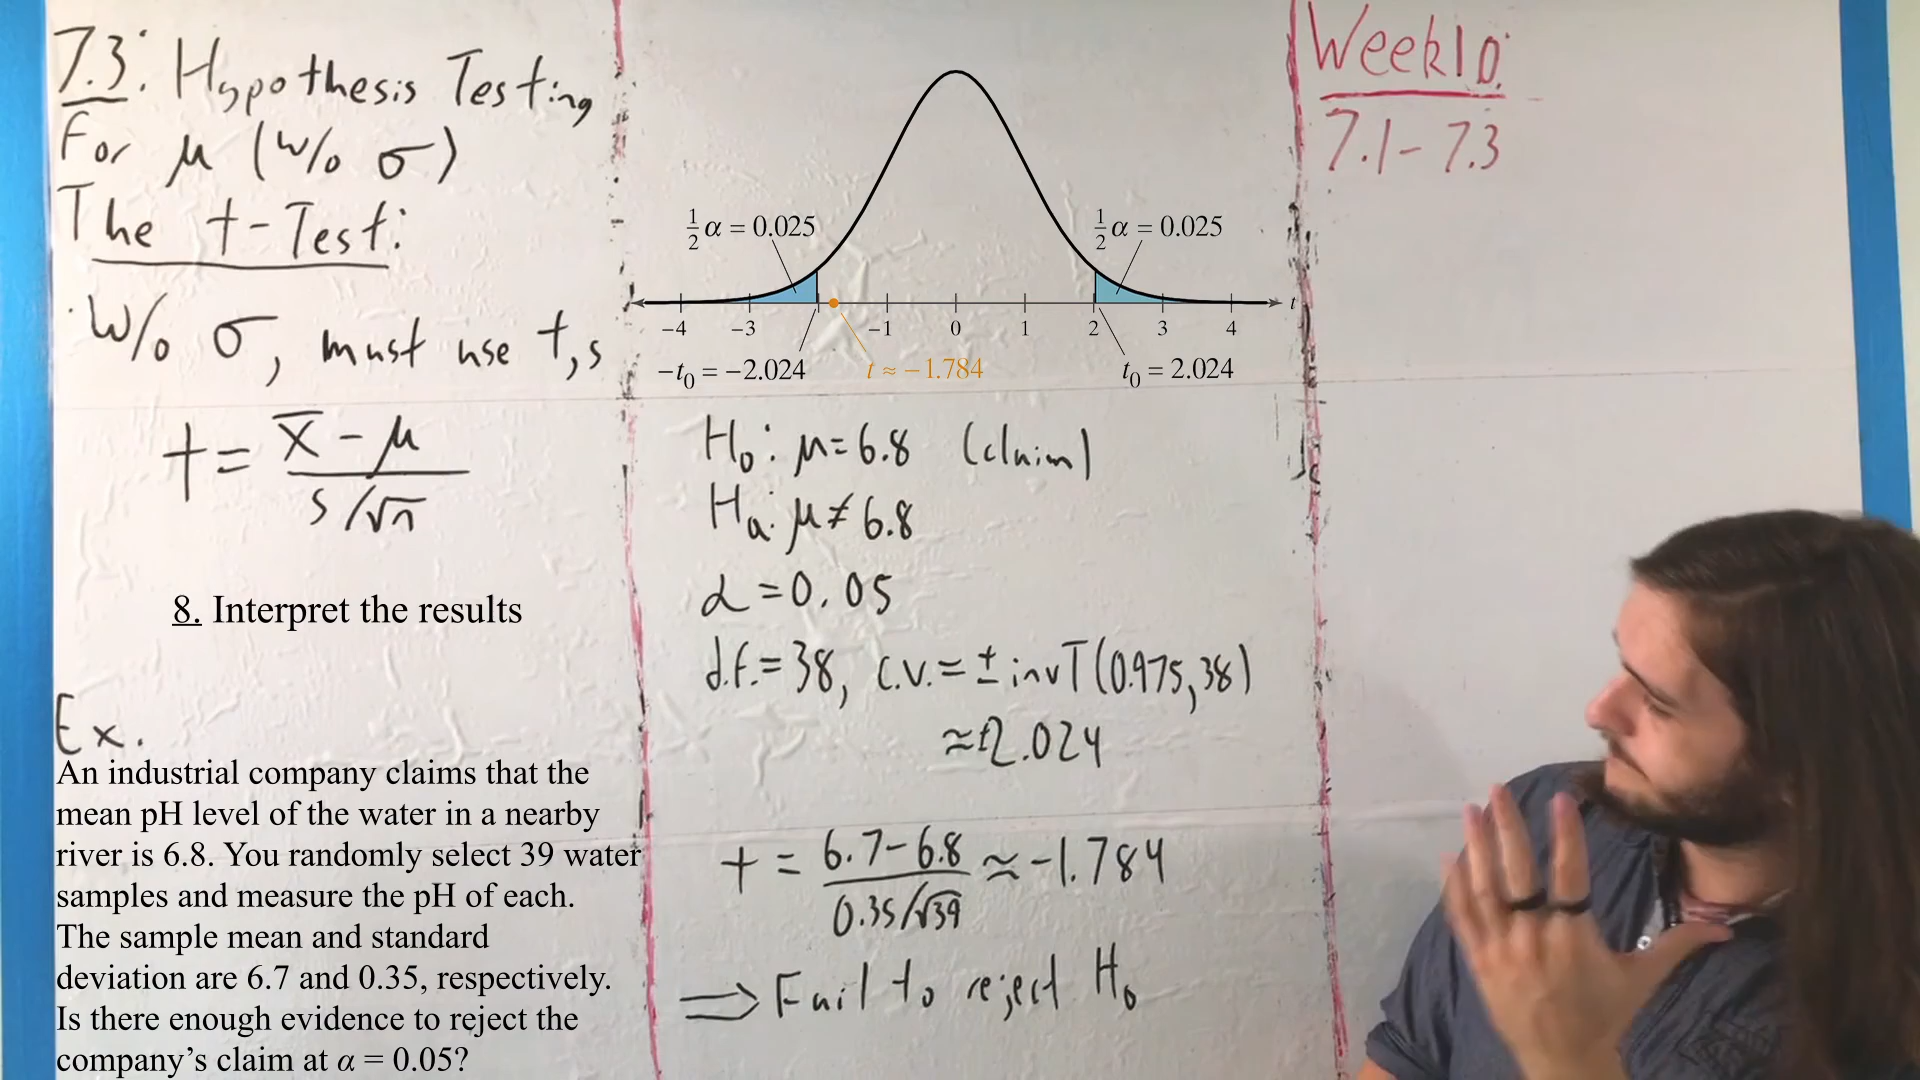 7.3: Hypothesis Testing
For μ (w/o σ)
The t-Test:
· W/o σ, must use t, s
t = x̄ - μ / s/√n
8. Interpret the results
Ex.
An industrial company claims that the
mean pH level of the water in a nearby
river is 6.8. You randomly select 39 water
samples and measure the pH of each.
The sample mean and standard
deviation are 6.7 and 0.35, respectively.
Is there enough evidence to reject the
company's claim at α = 0.05?
½ α = 0.025
½ α = 0.025
-4 -3 -1 0 1 2 3 4 t
-t₀ = -2.024
t ≈ -1.784
t₀ = 2.024
H₀: μ = 6.8 (claim)
Hₐ: μ ≠ 6.8
α = 0.05
d.f. = 38, c.v. = ± invT(0.975, 38)
≈ ±2.024
t = 6.7-6.8 / 0.35/√39 ≈ -1.784
⟹ Fail to reject H₀
Week 10:
7.1 - 7.3